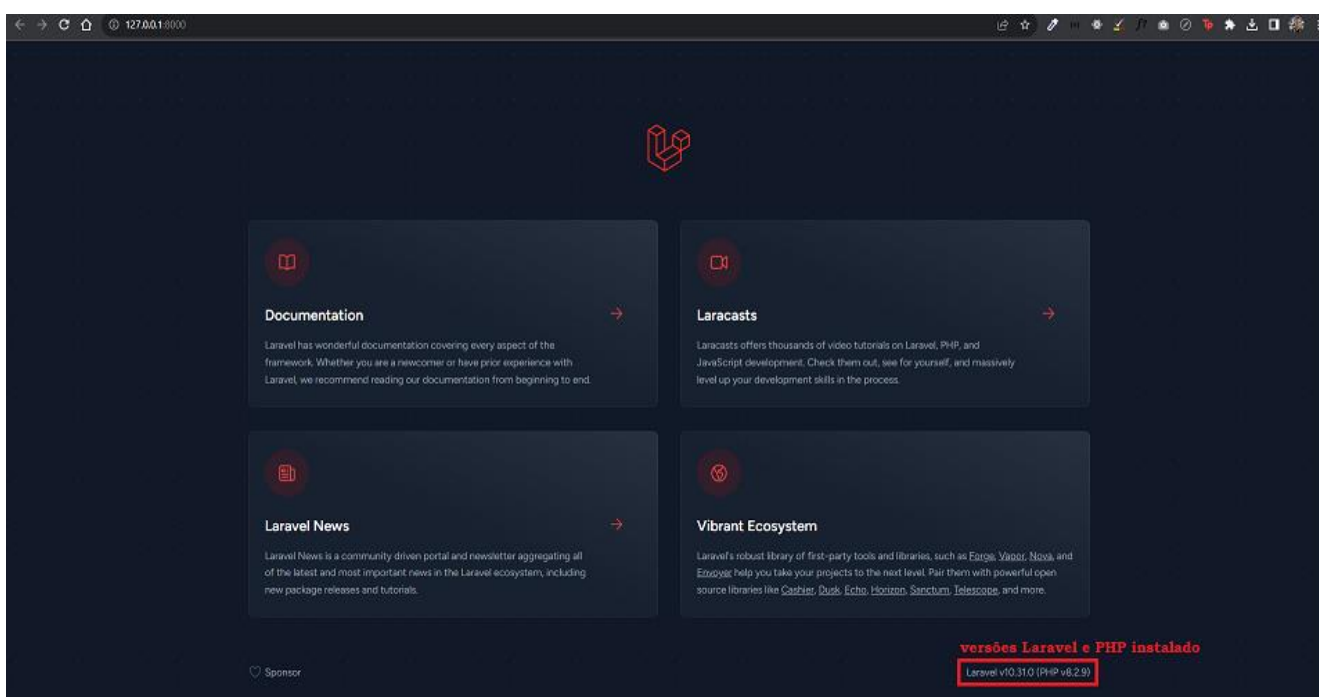 127.0.0.1:8000
Documentation
Laravel has wonderful documentation covering every aspect of the
framework. Whether you are a newcomer or have prior experience with
Laravel, we recommend reading our documentation from beginning to end.
Laracasts
Laracasts offers thousands of video tutorials on Laravel, PHP, and
JavaScript development. Check them out, see for yourself, and massively
level up your development skills in the process.
Laravel News
Laravel News is a community driven portal and newsletter aggregating all
of the latest and most important news in the Laravel ecosystem, including
new package releases and tutorials.
Vibrant Ecosystem
Laravel's robust library of first-party tools and libraries, such as Forge, Vapor, Nova, and
Envoyer help you take your projects to the next level. Pair them with powerful open
source libraries like Cashier, Dusk, Echo, Horizon, Sanctum, Telescope, and more.
versões Laravel e PHP instalado
Sponsor
Laravel v10.31.0 (PHP v8.2.9)